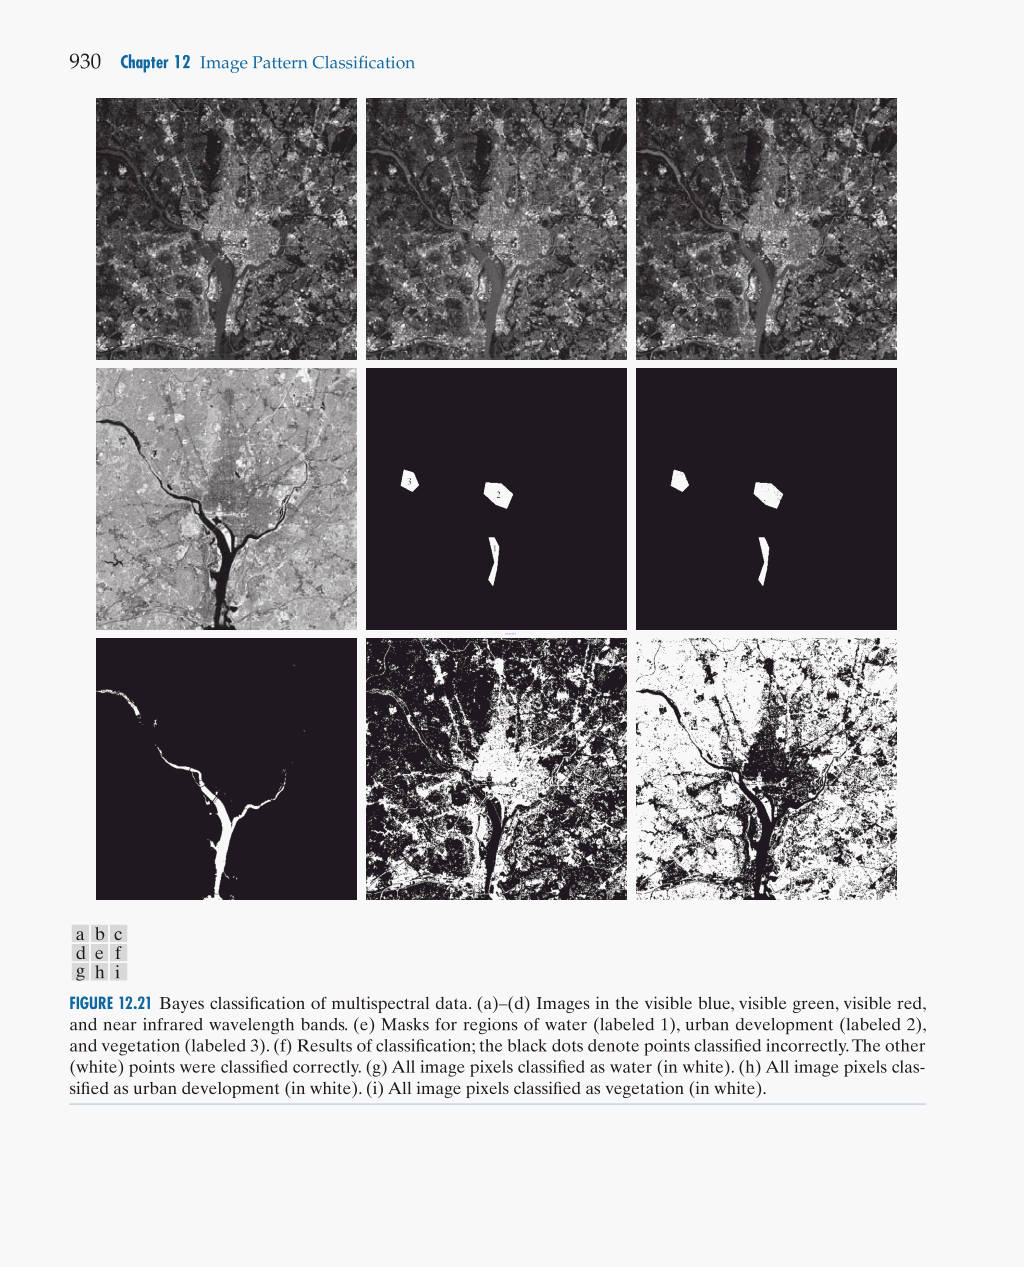 930 Chapter 12 Image Pattern Classification
3
2
a b c
d e f
g h i
FIGURE 12.21 Bayes classification of multispectral data. (a)–(d) Images in the visible blue, visible green, visible red,
and near infrared wavelength bands. (e) Masks for regions of water (labeled 1), urban development (labeled 2),
and vegetation (labeled 3). (f) Results of classification; the black dots denote points classified incorrectly. The other
(white) points were classified correctly. (g) All image pixels classified as water (in white). (h) All image pixels clas-
sified as urban development (in white). (i) All image pixels classified as vegetation (in white).